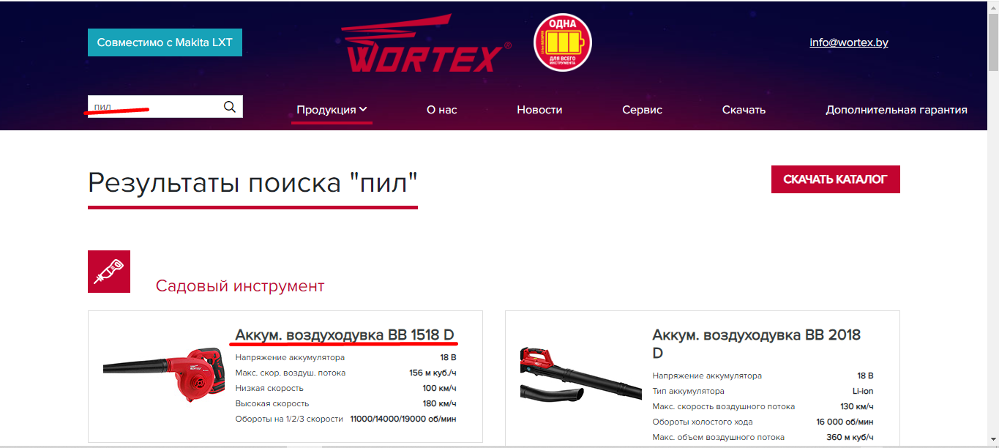 Совместимо с Makita LXT
WORTEX®
ОДНА
ДЛЯ ВСЕГО
ИНСТРУМЕНТА
info@wortex.by
пил
Продукция
О нас
Новости
Сервис
Скачать
Дополнительная гарантия
Результаты поиска "пил"
СКАЧАТЬ КАТАЛОГ
Садовый инструмент
Аккум. воздуходувка BB 1518 D
Напряжение аккумулятора 18 В
Макс. скор. воздуш. потока 156 м куб./ч
Низкая скорость 100 км/ч
Высокая скорость 180 км/ч
Обороты на 1/2/3 скорости 11000/14000/19000 об/мин
WORTEX
Аккум. воздуходувка BB 2018
D
Напряжение аккумулятора 18 В
Тип аккумулятора Li-ion
Макс. скорость воздушного потока 130 км/ч
Обороты холостого хода 16 000 об/мин
Макс. объем воздушного потока 360 м куб/ч